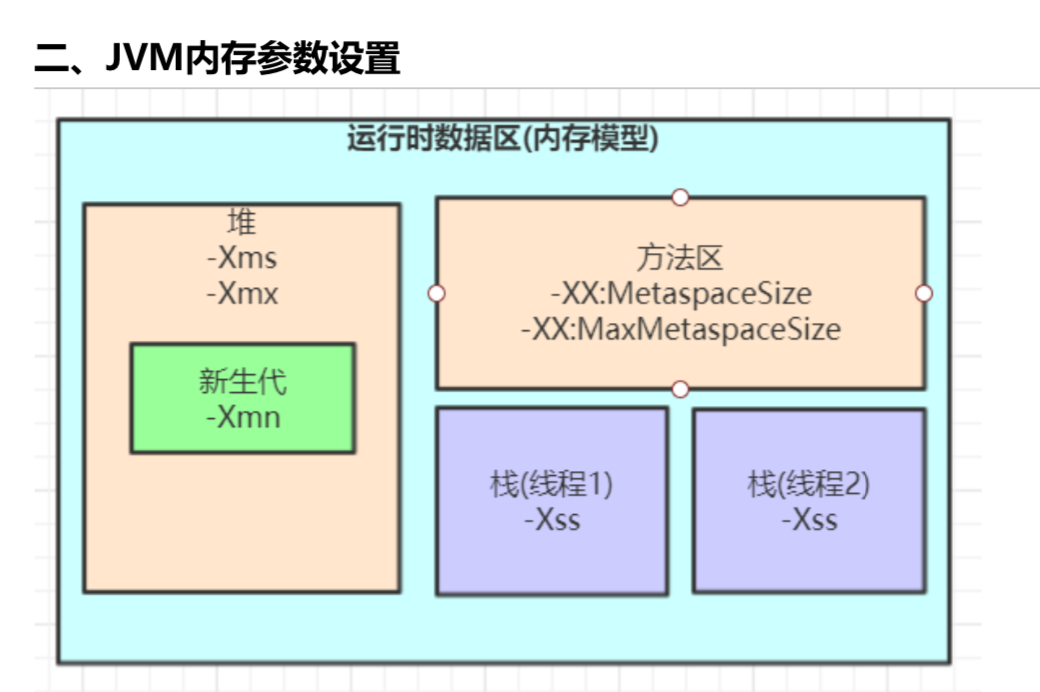 二、JVM内存参数设置
运行时数据区(内存模型)
堆
-Xms
-Xmx
新生代
-Xmn
方法区
-XX:MetaspaceSize
-XX:MaxMetaspaceSize
栈(线程1)
-Xss
栈(线程2)
-Xss